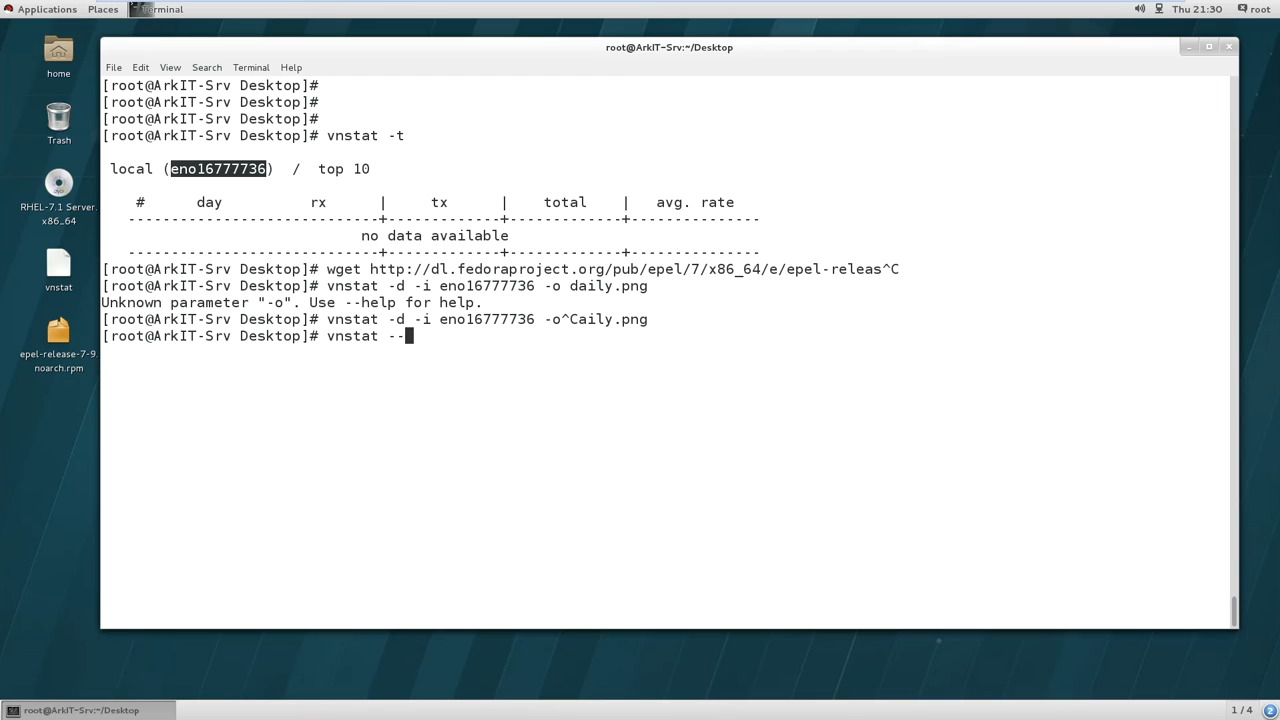 Applications Places Terminal Thu 21:30 root
root@ArkIT-Srv:~/Desktop
File Edit View Search Terminal Help
home
Trash
RHEL-7.1 Server.
x86_64
vnstat
epel-release-7-9.
noarch.rpm
[root@ArkIT-Srv Desktop]#
[root@ArkIT-Srv Desktop]#
[root@ArkIT-Srv Desktop]#
[root@ArkIT-Srv Desktop]# vnstat -t
local (eno16777736) / top 10
# day rx | tx | total | avg. rate
-----------------------------+-------------+-------------+---------------
no data available
-----------------------------+-------------+-------------+---------------
[root@ArkIT-Srv Desktop]# wget http://dl.fedoraproject.org/pub/epel/7/x86_64/e/epel-releas^C
[root@ArkIT-Srv Desktop]# vnstat -d -i eno16777736 -o daily.png
Unknown parameter "-o". Use --help for help.
[root@ArkIT-Srv Desktop]# vnstat -d -i eno16777736 -o^Caily.png
[root@ArkIT-Srv Desktop]# vnstat --
root@ArkIT-Srv:~/Desktop
1 / 4 2